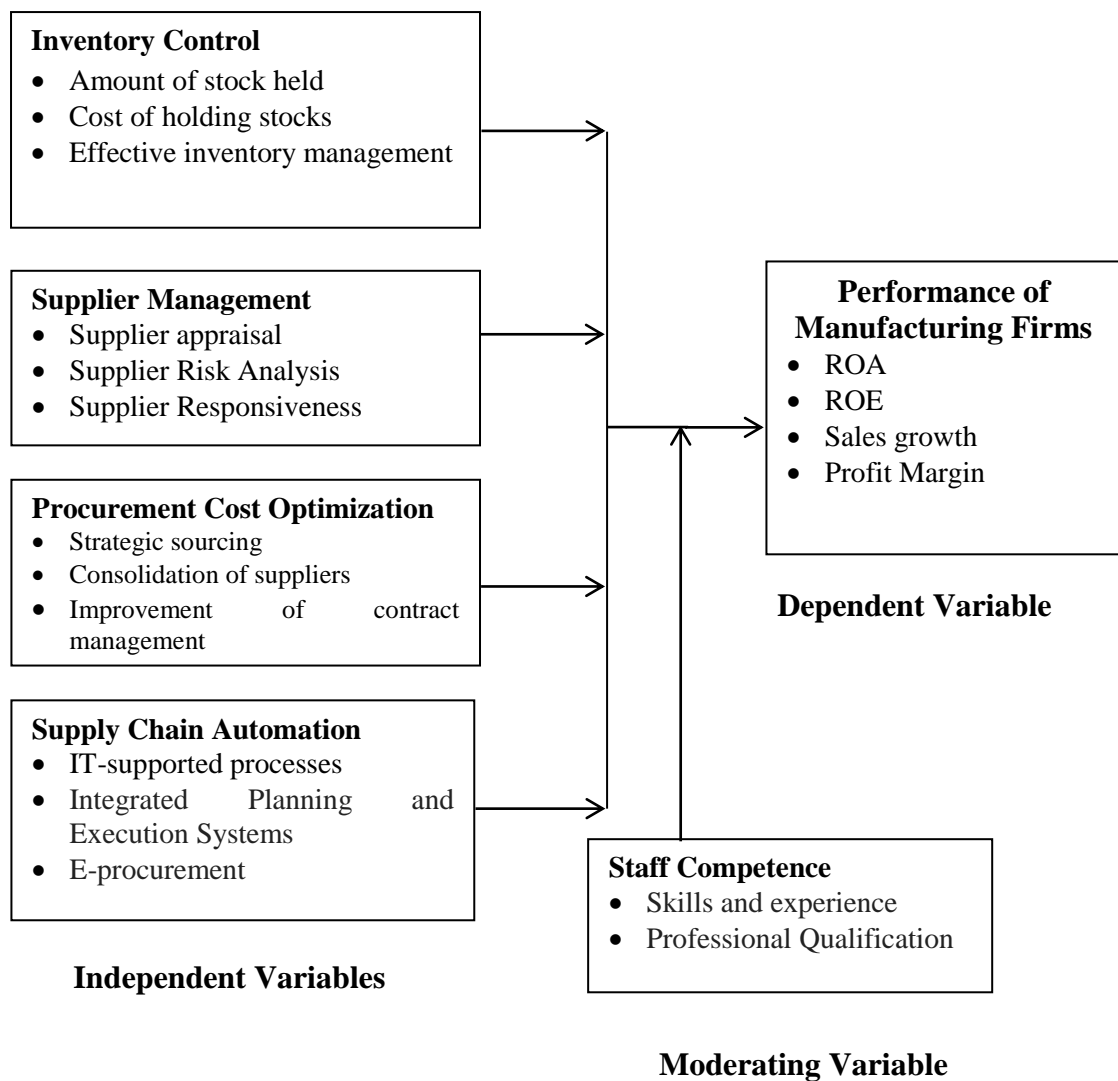 Inventory Control
• Amount of stock held
• Cost of holding stocks
• Effective inventory management
Supplier Management
• Supplier appraisal
• Supplier Risk Analysis
• Supplier Responsiveness
Procurement Cost Optimization
• Strategic sourcing
• Consolidation of suppliers
• Improvement of contract
management
Supply Chain Automation
• IT-supported processes
• Integrated Planning and
Execution Systems
• E-procurement
Independent Variables
Performance of
Manufacturing Firms
• ROA
• ROE
• Sales growth
• Profit Margin
Dependent Variable
Staff Competence
• Skills and experience
• Professional Qualification
Moderating Variable